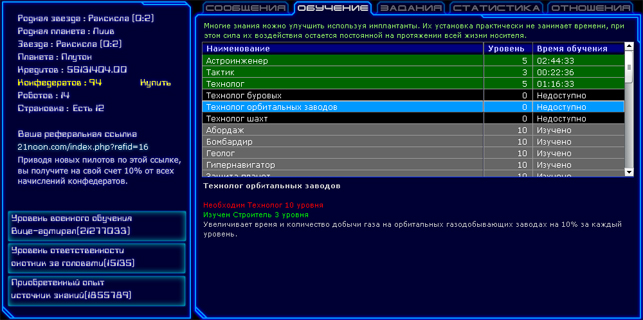 СООБЩЕНИЯ ОБУЧЕНИЕ ЗАДАНИЯ СТАТИСТИКА ОТНОШЕНИЯ
Родная звезда : Раксисла (0:2)
Родная планета : Лиив
Звезда : Раксисла (0:2)
Планета : Плутон
Кредитов : 56131404.00
Конфедератов : 94 Купить
Роботов : 14
Страховка : Есть 12
Ваша реферальная ссылка
21noon.com/index.php?refid=16
Приводя новых пилотов по этой ссылке,
вы получите на свой счет 10% от всех
начислений конфедератов.
Уровень военного обучения
Вице-адмирал(21277033)
Уровень ответственности
охотник за головами(15135)
Приобретенный опыт
источник знаний(1855789)
Многие знания можно улучшить используя имплантанты. Их установка практически не занимает времени, при
этом сила их воздействия остается постоянной на протяжении всей жизни носителя.
Наименование Уровень Время обучения
Астроинженер 5 02:44:33
Тактик 3 00:22:36
Технолог 5 01:16:33
Технолог буровых 0 Недоступно
Технолог орбитальных заводов 0 Недоступно
Технолог шахт 0 Недоступно
Абордаж 10 Изучено
Бомбардир 10 Изучено
Геолог 10 Изучено
Гипернавигатор 10 Изучено
Защита планет 10 Изучено
Технолог орбитальных заводов
Необходим Технолог 10 уровня
Изучен Строитель 3 уровня
Увеличивает время и количество добычи газа на орбитальных газодобывающих заводах на 10% за каждый
уровень.